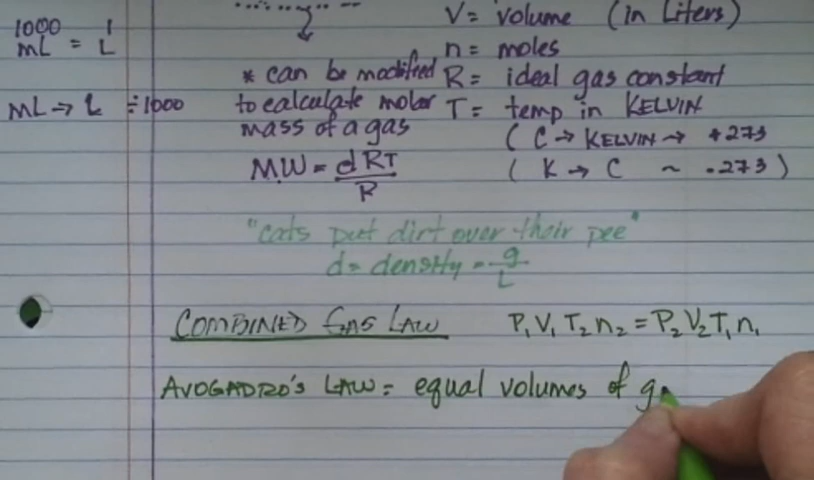 V = volume (in Liters)
1000 mL = 1 L
n = moles
* can be modified
R = ideal gas constant
mL → L ÷1000
to calculate molar
T = temp in KELVIN
mass of a gas
( C → KELVIN → +273
MW = dRT / R
( K → C ~ -273 )
"cats put dirt over their pee"
d = density = g / L
COMBINED GAS LAW P₁V₁T₂n₂ = P₂V₂T₁n₁
AVOGADRO'S LAW = equal volumes of ga